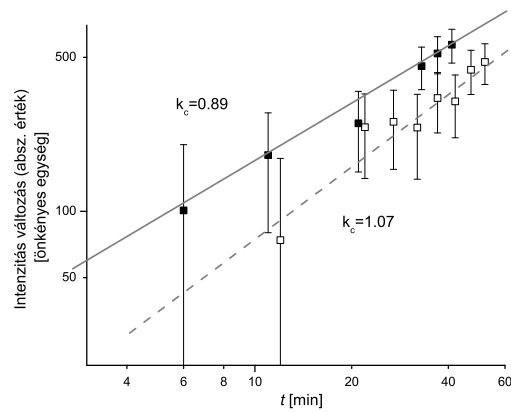 Intenzitás változás (absz. érték)
[önkényes egység]
500
100
50
k_c=0.89
k_c=1.07
4 6 8 10 20 40 60
t [min]